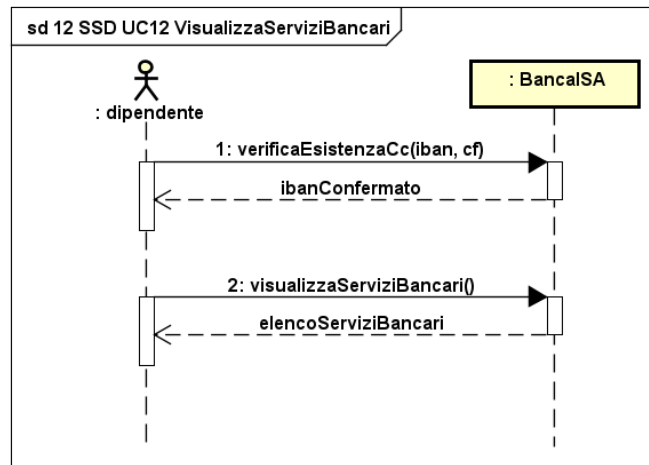 sd 12 SSD UC12 VisualizzaServiziBancari
: dipendente
: BancaISA
1: verificaEsistenzaCc(iban, cf)
ibanConfermato
2: visualizzaServiziBancari()
elencoServiziBancari